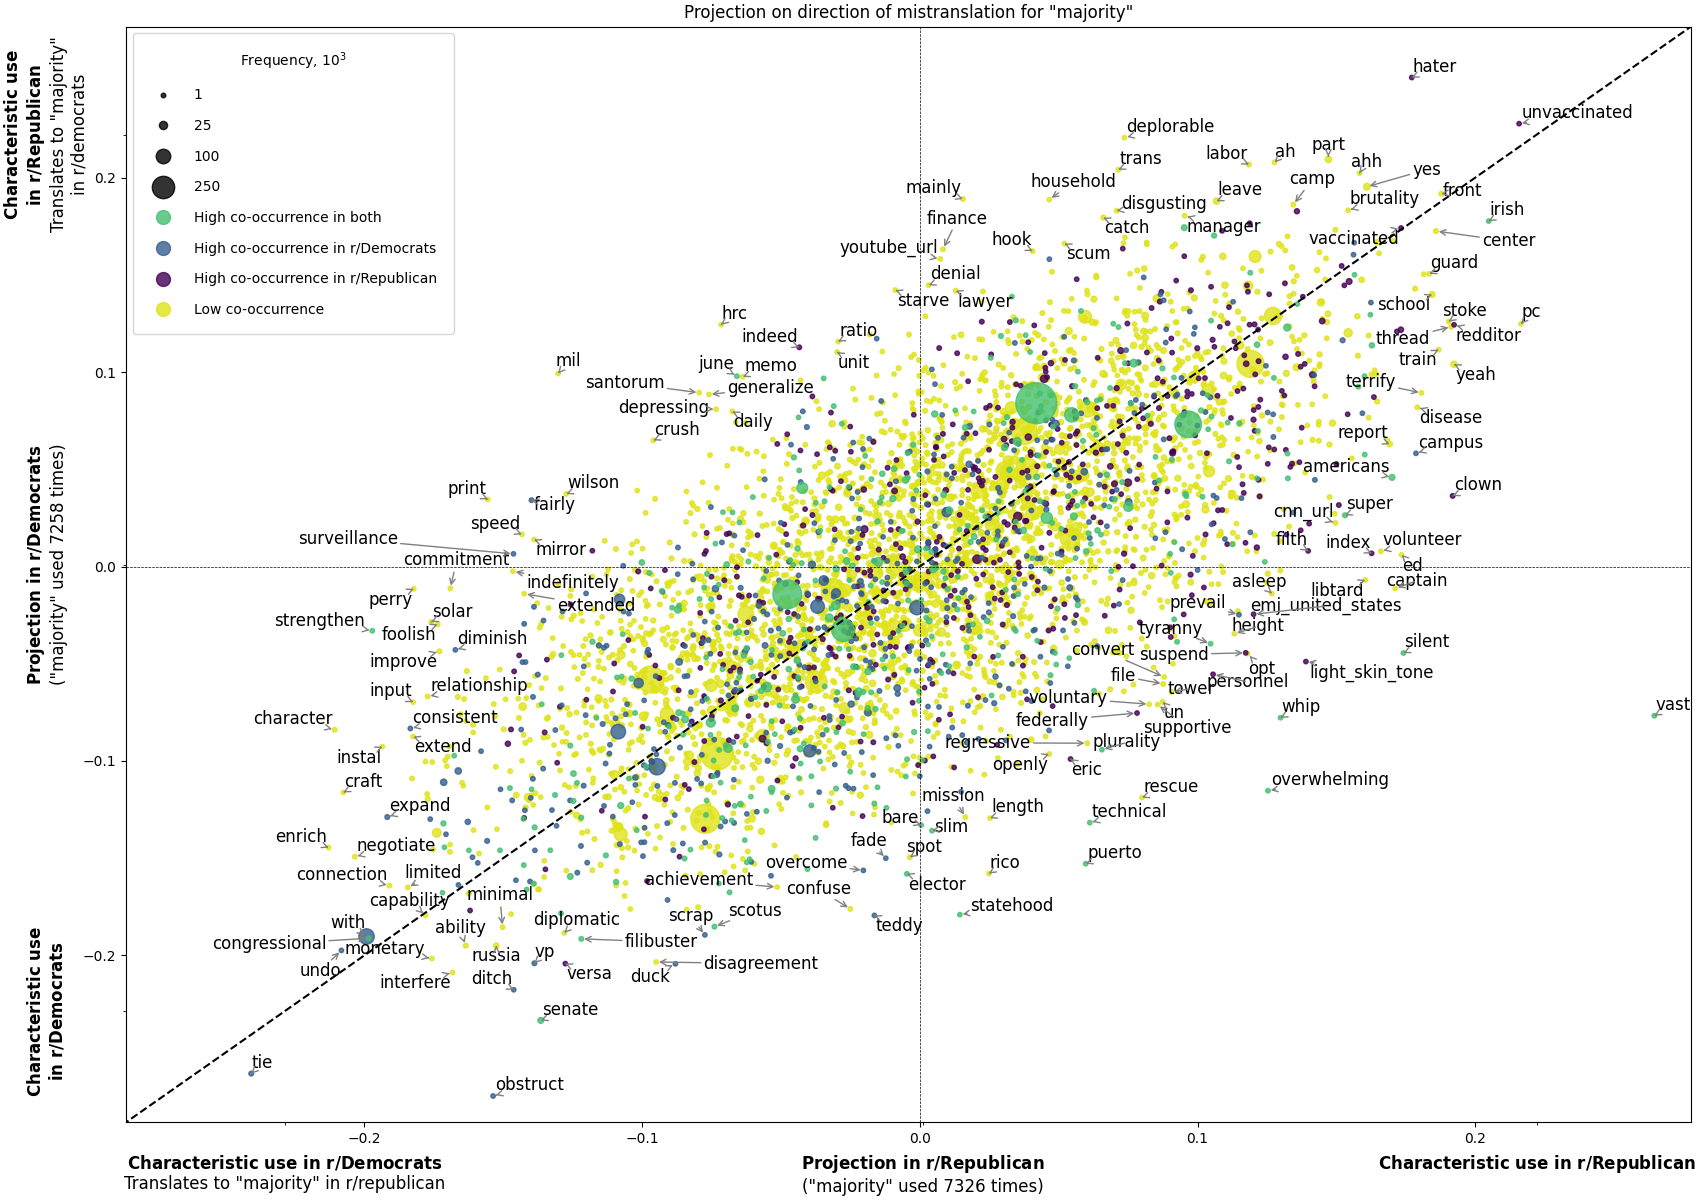 Projection on direction of mistranslation for "majority"
Characteristic use
in r/Republican
Translates to "majority"
in r/democrats
Projection in r/Democrats
("majority" used 7258 times)
Characteristic use
in r/Democrats
Frequency, 10³
1
25
100
250
High co-occurrence in both
High co-occurrence in r/Democrats
High co-occurrence in r/Republican
Low co-occurrence
0.2
0.1
0.0
−0.1
−0.2
hater
unvaccinated
deplorable
trans
labor
ah
part
ahh
yes
mainly
household
leave
camp
front
disgusting
brutality
irish
finance
catch
manager
vaccinated
center
youtube_url
hook
scum
guard
denial
starve
lawyer
school
stoke
pc
hrc
indeed
ratio
thread
redditor
mil
june
memo
unit
train
yeah
santorum
generalize
terrify
depressing
daily
disease
crush
report
campus
americans
print
wilson
clown
fairly
super
speed
cnn_url
surveillance
mirror
filth
index
volunteer
commitment
ed
indefinitely
asleep
captain
libtard
perry
extended
prevail
emj_united_states
strengthen
solar
height
foolish
diminish
tyranny
silent
improve
convert
suspend
opt
light_skin_tone
input
relationship
file
tower
personnel
voluntary
un
whip
vast
character
consistent
federally
supportive
instal
extend
regressive
plurality
openly
eric
craft
rescue
overwhelming
expand
mission
length
technical
enrich
negotiate
bare
slim
fade
spot
puerto
connection
limited
overcome
rico
achievement
confuse
elector
capability
minimal
statehood
with
ability
diplomatic
scrap
scotus
teddy
congressional
monetary
russia
vp
filibuster
undo
interfere
ditch
versa
duck
disagreement
senate
tie
obstruct
−0.2
−0.1
0.0
0.1
0.2
Characteristic use in r/Democrats
Translates to "majority" in r/republican
Projection in r/Republican
("majority" used 7326 times)
Characteristic use in r/Republican